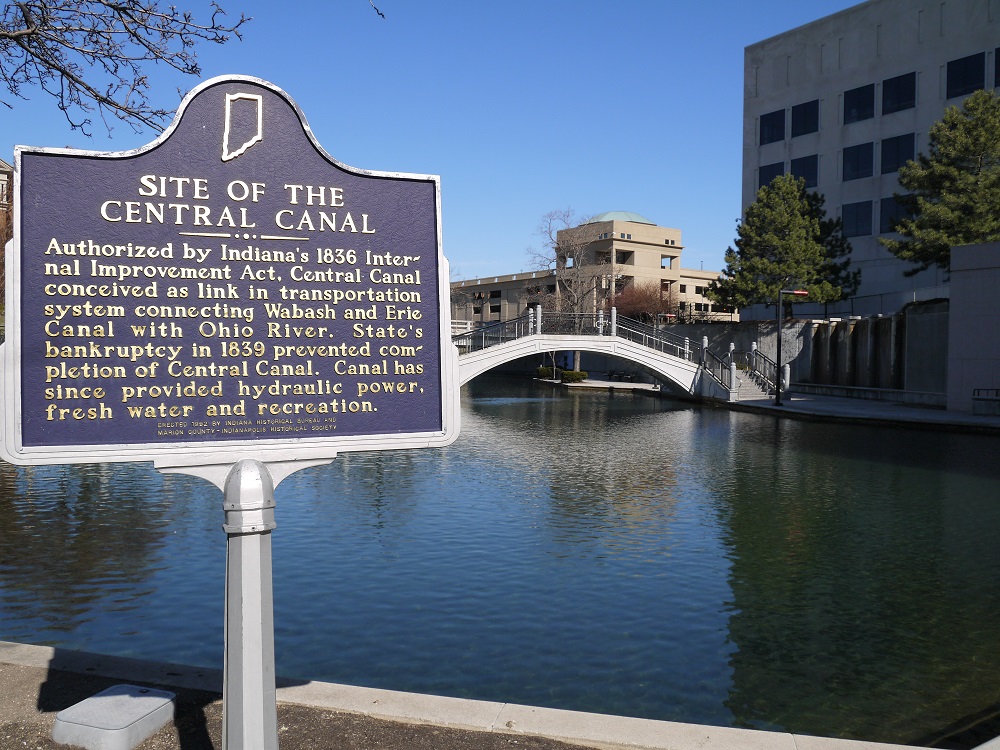 SITE OF THE
CENTRAL CANAL
Authorized by Indiana's 1836 Inter-
nal Improvement Act, Central Canal
conceived as link in transportation
system connecting Wabash and Erie
Canal with Ohio River. State's
bankruptcy in 1839 prevented com-
pletion of Central Canal. Canal has
since provided hydraulic power,
fresh water and recreation.
ERECTED 1992 BY INDIANA HISTORICAL BUREAU AND
MARION COUNTY-INDIANAPOLIS HISTORICAL SOCIETY